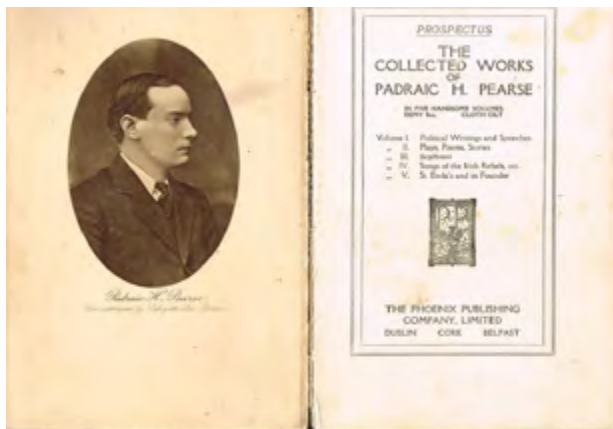 Padraic H. Pearse
PROSPECTUS
THE
COLLECTED WORKS
OF
PADRAIC H. PEARSE
IN FIVE HANDSOME VOLUMES
DEMY 8vo. CLOTH GILT
Volume I. Political Writings and Speeches
„ II. Plays, Poems, Stories
„ III. Scríbinní
„ IV. Songs of the Irish Rebels, etc.
„ V. St. Enda's and its Founder
THE PHOENIX PUBLISHING
COMPANY, LIMITED
DUBLIN CORK BELFAST